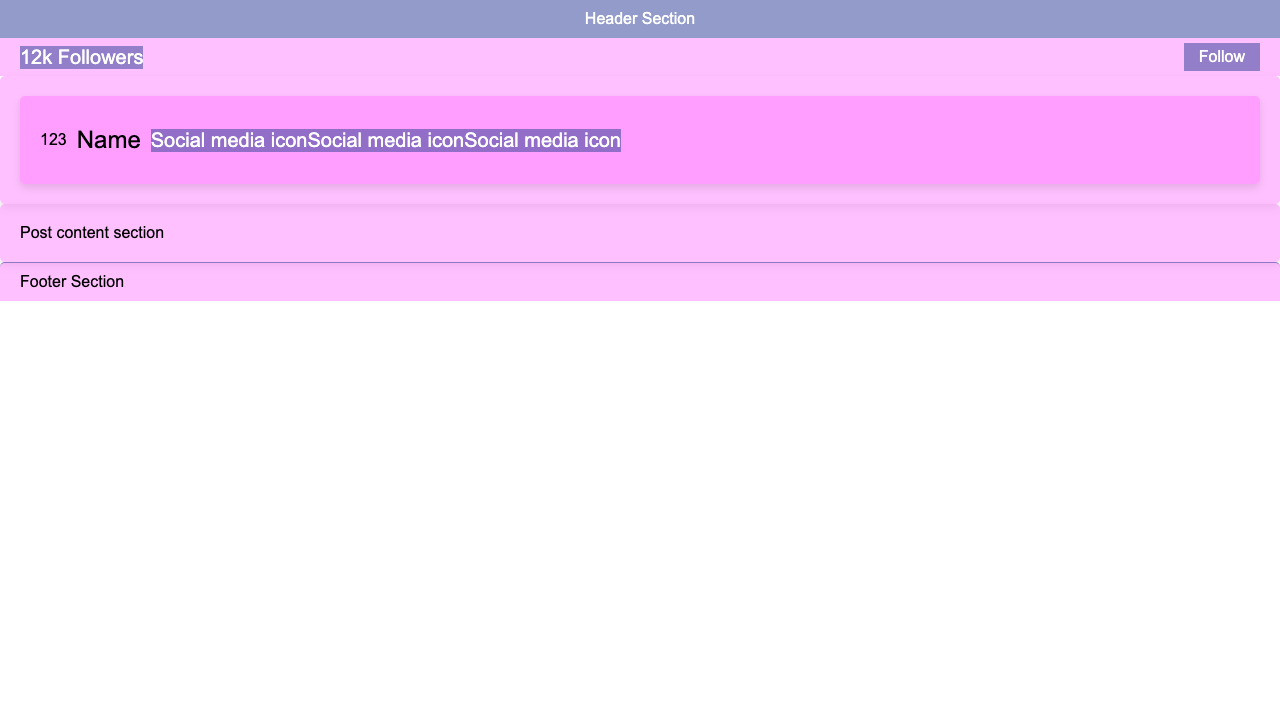 Header Section
12k Followers Follow
123 Name Social media iconSocial media iconSocial media icon
Post content section
Footer Section